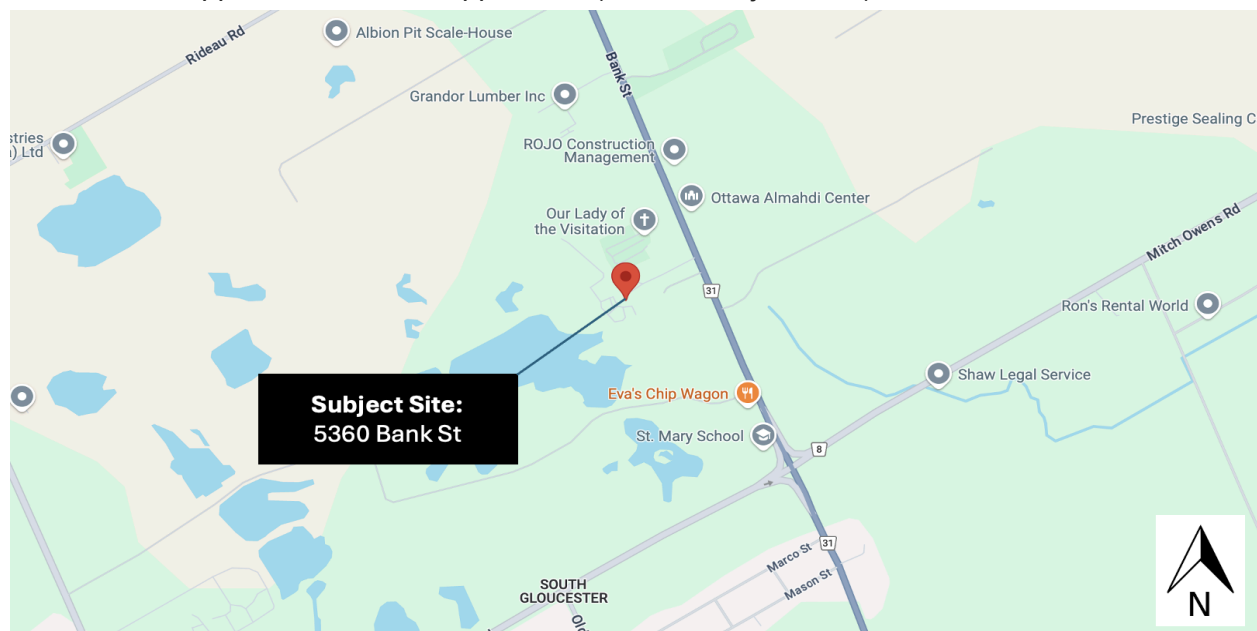 Rideau Rd
Albion Pit Scale-House
Bank St
Grandor Lumber Inc
Prestige Sealing C
stries
) Ltd
ROJO Construction
Management
Ottawa Almahdi Center
Our Lady of
the Visitation
Mitch Owens Rd
31
Ron's Rental World
Shaw Legal Service
Eva's Chip Wagon
Subject Site:
5360 Bank St
St. Mary School
8
31
Marco St
Mason St
SOUTH
GLOUCESTER
Old
N